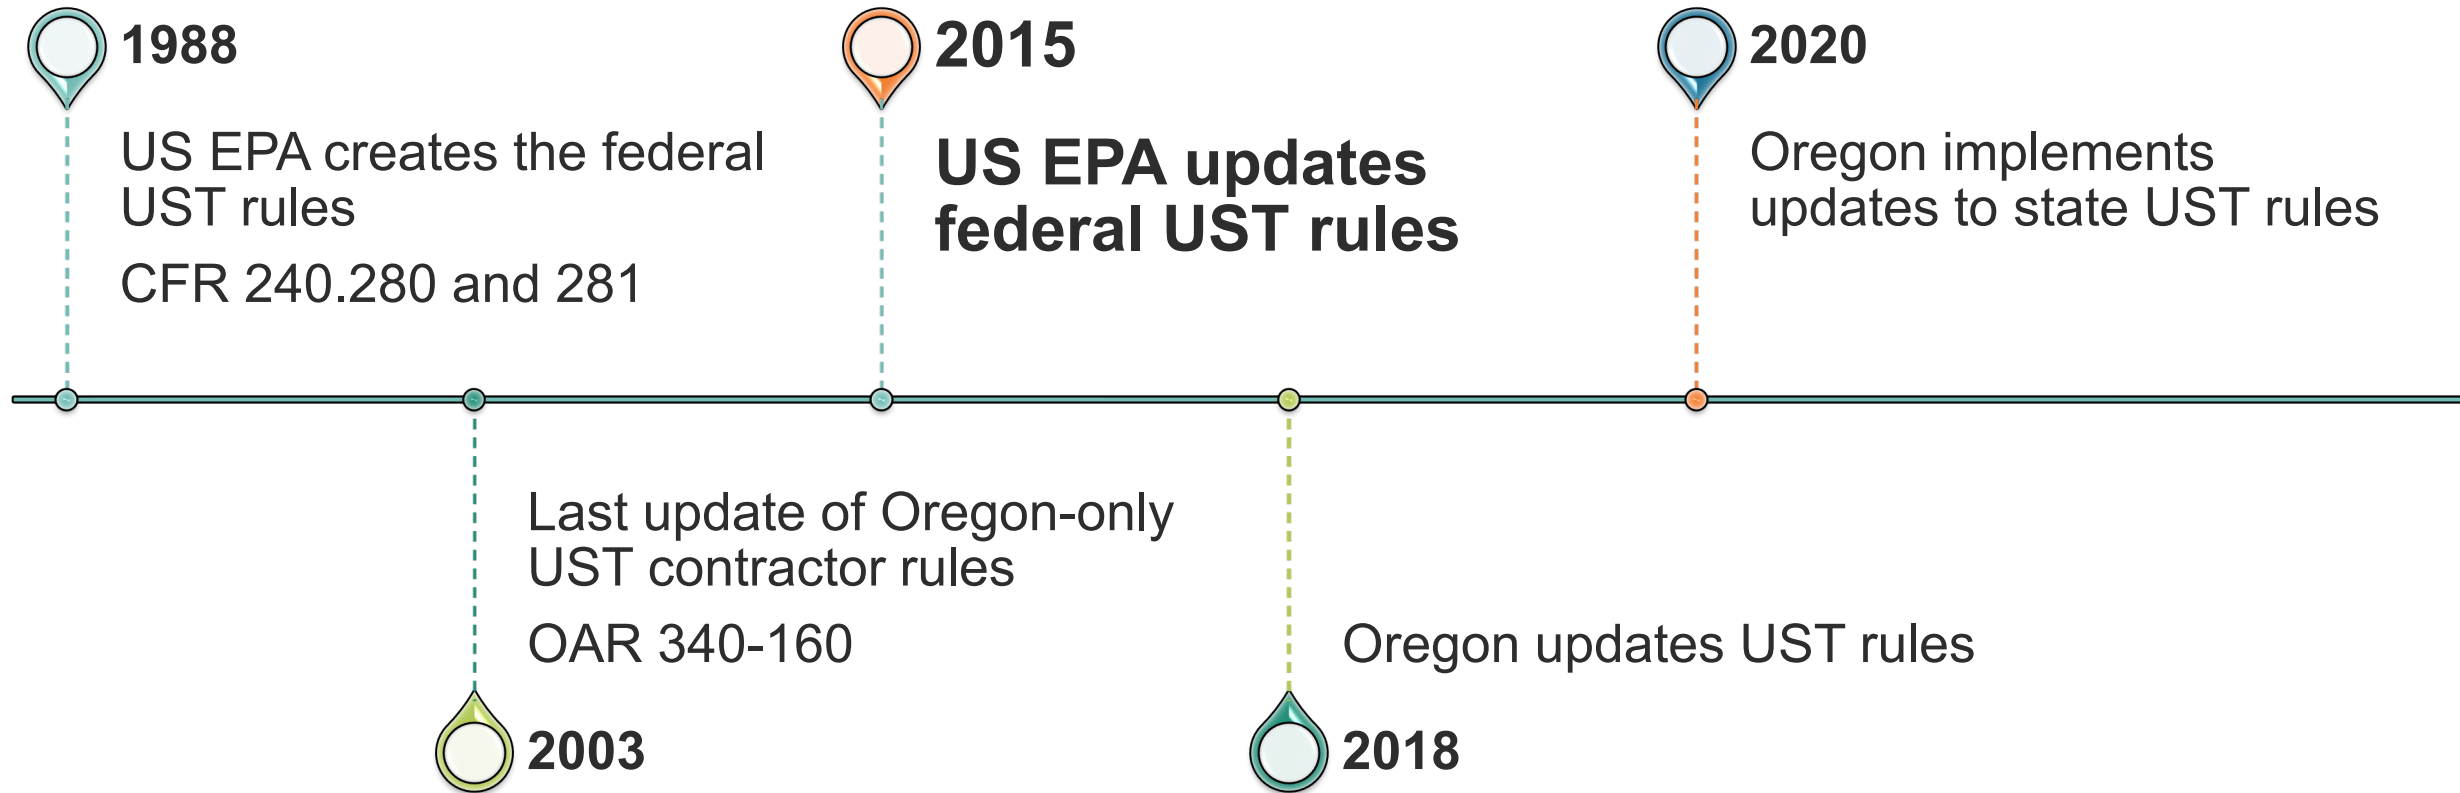 1988
US EPA creates the federal
UST rules
CFR 240.280 and 281
2003
Last update of Oregon-only
UST contractor rules
OAR 340-160
2015
US EPA updates
federal UST rules
2018
Oregon updates UST rules
2020
Oregon implements
updates to state UST rules